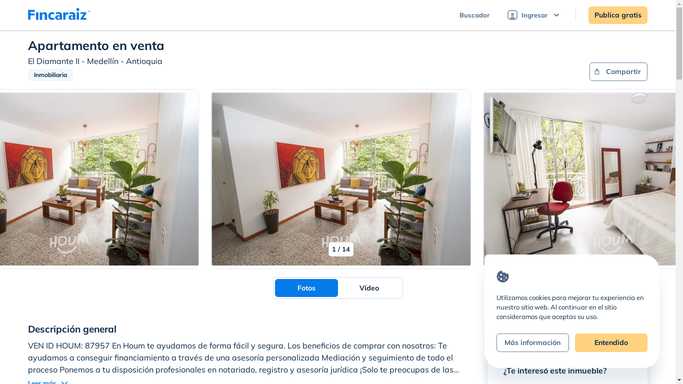 Fincaraiz
Buscador
Ingresar
Publica gratis
Apartamento en venta
El Diamante II - Medellín - Antioquia
Inmobiliaria
Compartir
HOUM
HOUM
HOUM
1 / 14
Fotos
Video
Descripción general
VEN ID HOUM: 87957 En Houm te ayudamos de forma fácil y segura. Los beneficios de comprar con nosotros: Te
ayudamos a conseguir financiamiento a través de una asesoría personalizada Mediación y seguimiento de todo el
proceso Ponemos a tu disposición profesionales en notariado, registro y asesoría jurídica ¡Solo te preocupas de las...
Leer más
Utilizamos cookies para mejorar tu experiencia en
nuestro sitio web. Al continuar en el sitio
consideramos que aceptas su uso.
Más información
Entendido
¿Te interesó este inmueble?